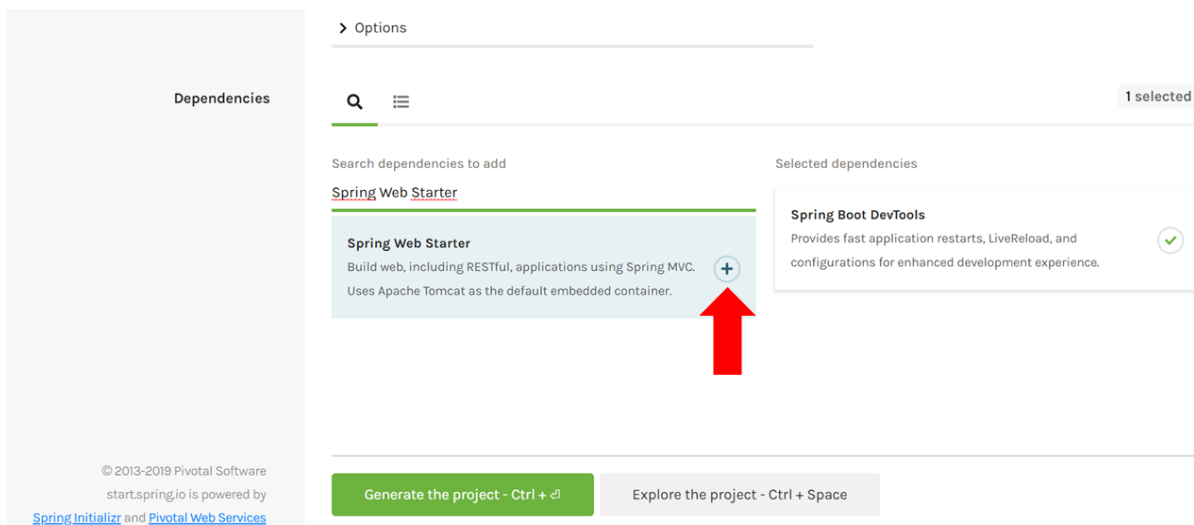 Options
Dependencies
1 selected
Search dependencies to add
Spring Web Starter
Spring Web Starter
Build web, including RESTful, applications using Spring MVC.
Uses Apache Tomcat as the default embedded container.
Selected dependencies
Spring Boot DevTools
Provides fast application restarts, LiveReload, and
configurations for enhanced development experience.
© 2013-2019 Pivotal Software
start.spring.io is powered by
Spring Initializr and Pivotal Web Services
Generate the project - Ctrl + ⏎
Explore the project - Ctrl + Space